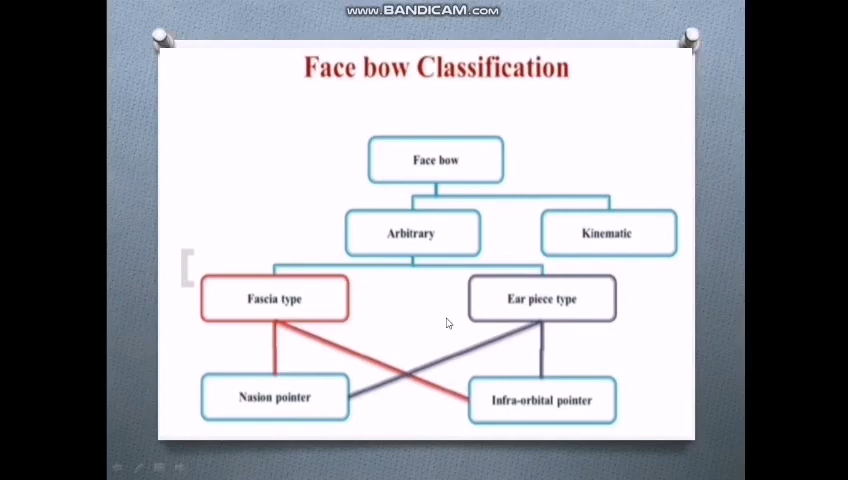 WWW.BANDICAM.COM
Face bow Classification
Face bow
Arbitrary
Kinematic
Fascia type
Ear piece type
Nasion pointer
Infra-orbital pointer